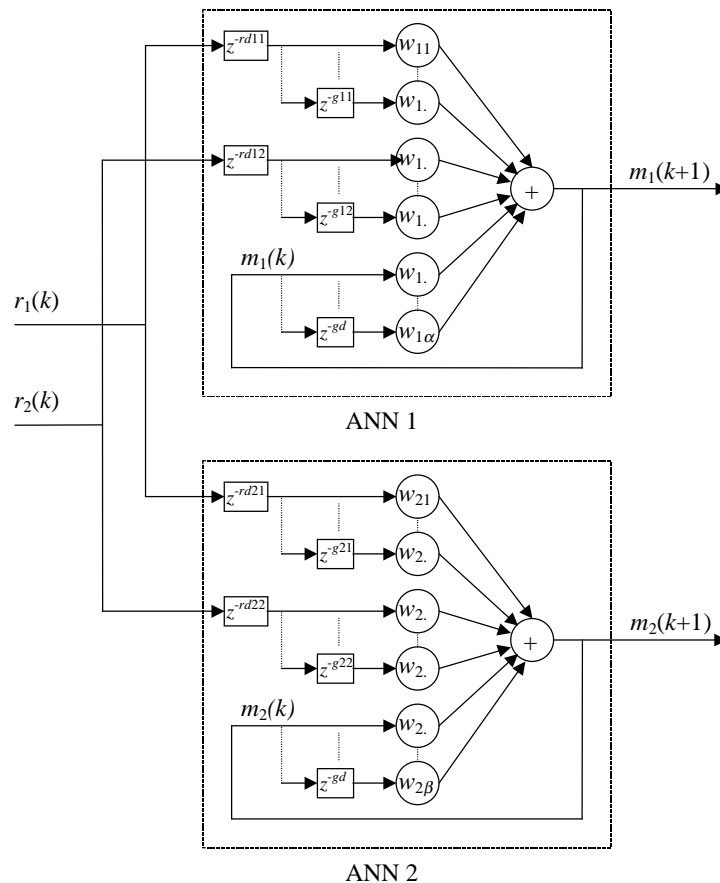 z^-rd11 w11
z^-g11 w1.
z^-rd12 w1.
+ m1(k+1)
z^-g12 w1.
m1(k) w1.
r1(k)
z^-gd w1α
r2(k)
ANN 1
z^-rd21 w21
z^-g21 w2.
z^-rd22 w2.
+ m2(k+1)
z^-g22 w2.
m2(k) w2.
z^-gd w2β
ANN 2